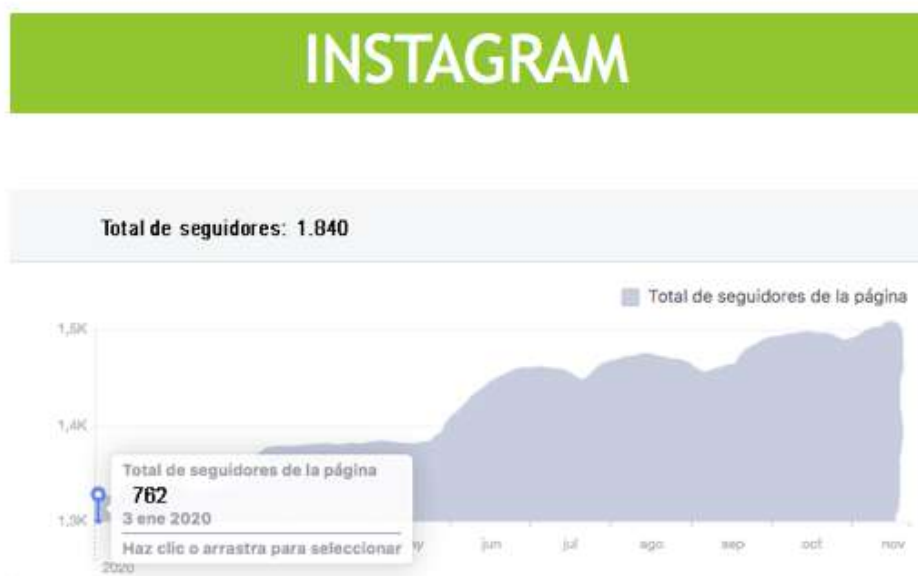 INSTAGRAM
Total de seguidores: 1.840
Total de seguidores de la página
1,5K
1,4K
Total de seguidores de la página
762
3 ene 2020
1,3K
Haz clic o arrastra para seleccionar
jun jul ago sep oct nov
2020